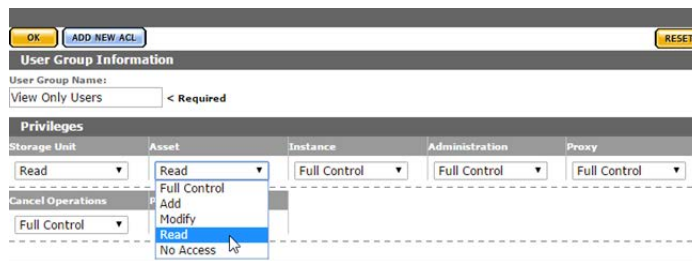 OK ADD NEW ACL RESET
User Group Information
User Group Name:
View Only Users < Required
Privileges
Storage Unit Asset Instance Administration Proxy
Read Read Full Control Full Control Full Control
Full Control
Cancel Operations
Add
Full Control Modify
Read
No Access